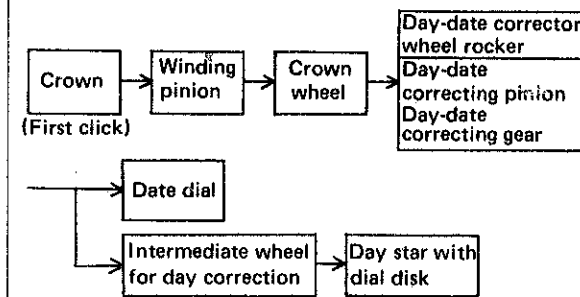 Crown
(First click)
Winding
pinion
Crown
wheel
Day-date corrector
wheel rocker
Day-date
correcting pinion
Day-date
correcting gear
Date dial
Intermediate wheel
for day correction
Day star with
dial disk